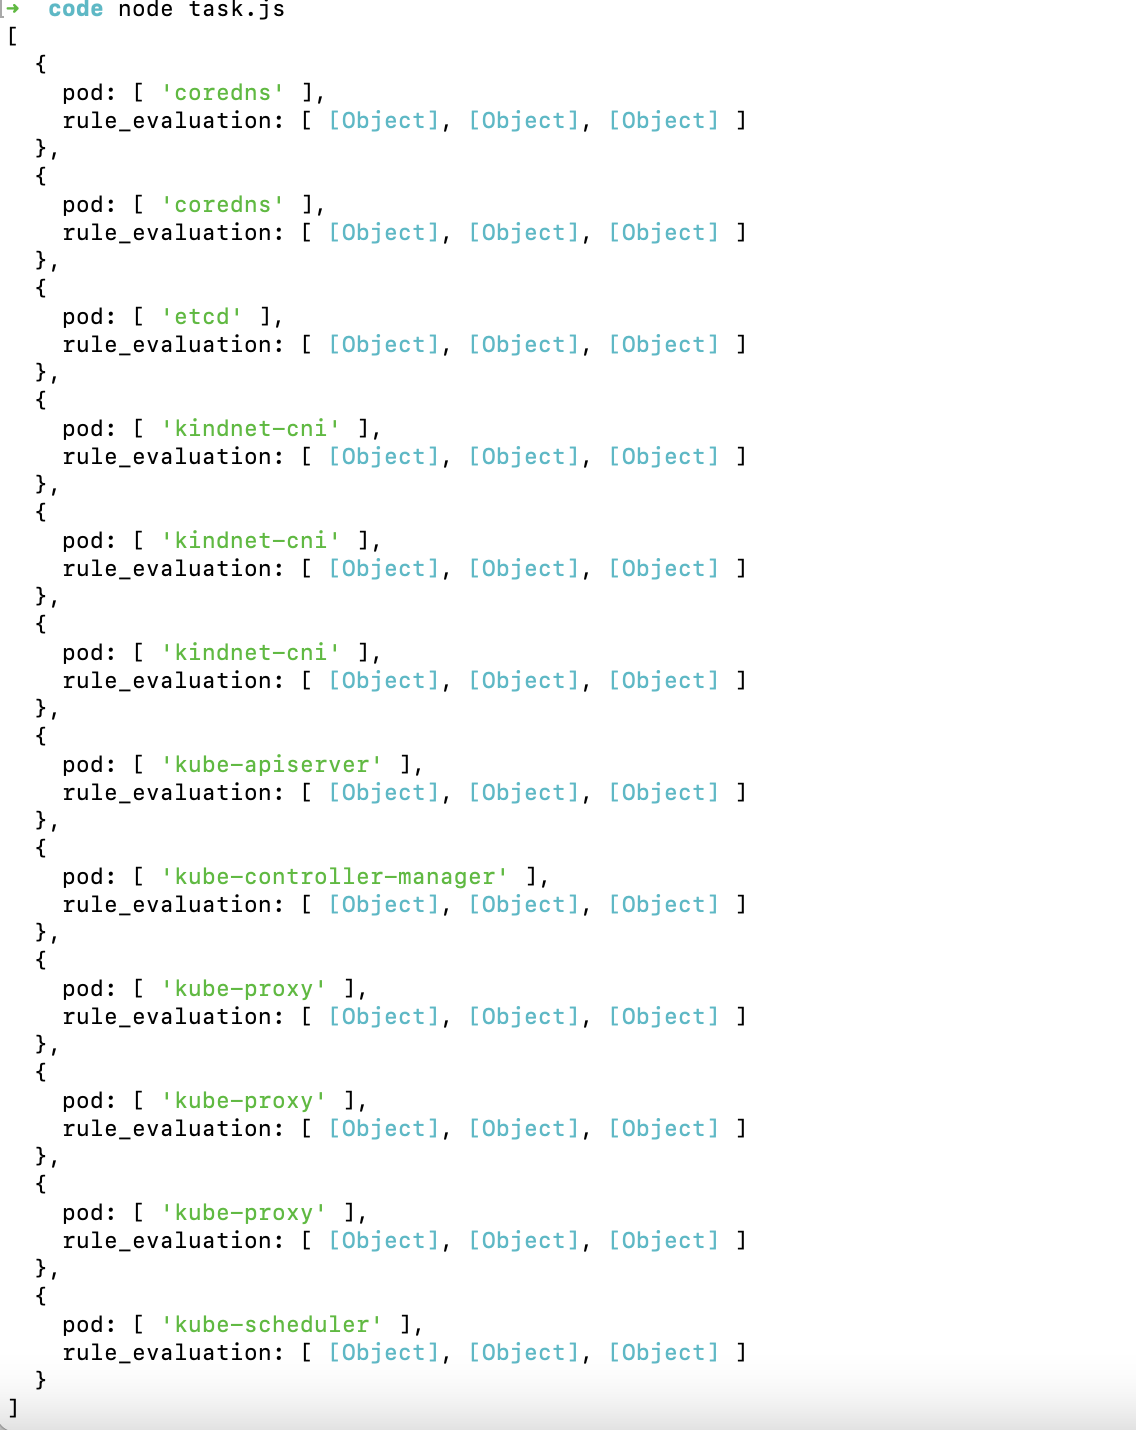 → code node task.js
[
  {
    pod: [ 'coredns' ],
    rule_evaluation: [ [Object], [Object], [Object] ]
  },
  {
    pod: [ 'coredns' ],
    rule_evaluation: [ [Object], [Object], [Object] ]
  },
  {
    pod: [ 'etcd' ],
    rule_evaluation: [ [Object], [Object], [Object] ]
  },
  {
    pod: [ 'kindnet-cni' ],
    rule_evaluation: [ [Object], [Object], [Object] ]
  },
  {
    pod: [ 'kindnet-cni' ],
    rule_evaluation: [ [Object], [Object], [Object] ]
  },
  {
    pod: [ 'kindnet-cni' ],
    rule_evaluation: [ [Object], [Object], [Object] ]
  },
  {
    pod: [ 'kube-apiserver' ],
    rule_evaluation: [ [Object], [Object], [Object] ]
  },
  {
    pod: [ 'kube-controller-manager' ],
    rule_evaluation: [ [Object], [Object], [Object] ]
  },
  {
    pod: [ 'kube-proxy' ],
    rule_evaluation: [ [Object], [Object], [Object] ]
  },
  {
    pod: [ 'kube-proxy' ],
    rule_evaluation: [ [Object], [Object], [Object] ]
  },
  {
    pod: [ 'kube-proxy' ],
    rule_evaluation: [ [Object], [Object], [Object] ]
  },
  {
    pod: [ 'kube-scheduler' ],
    rule_evaluation: [ [Object], [Object], [Object] ]
  }
]